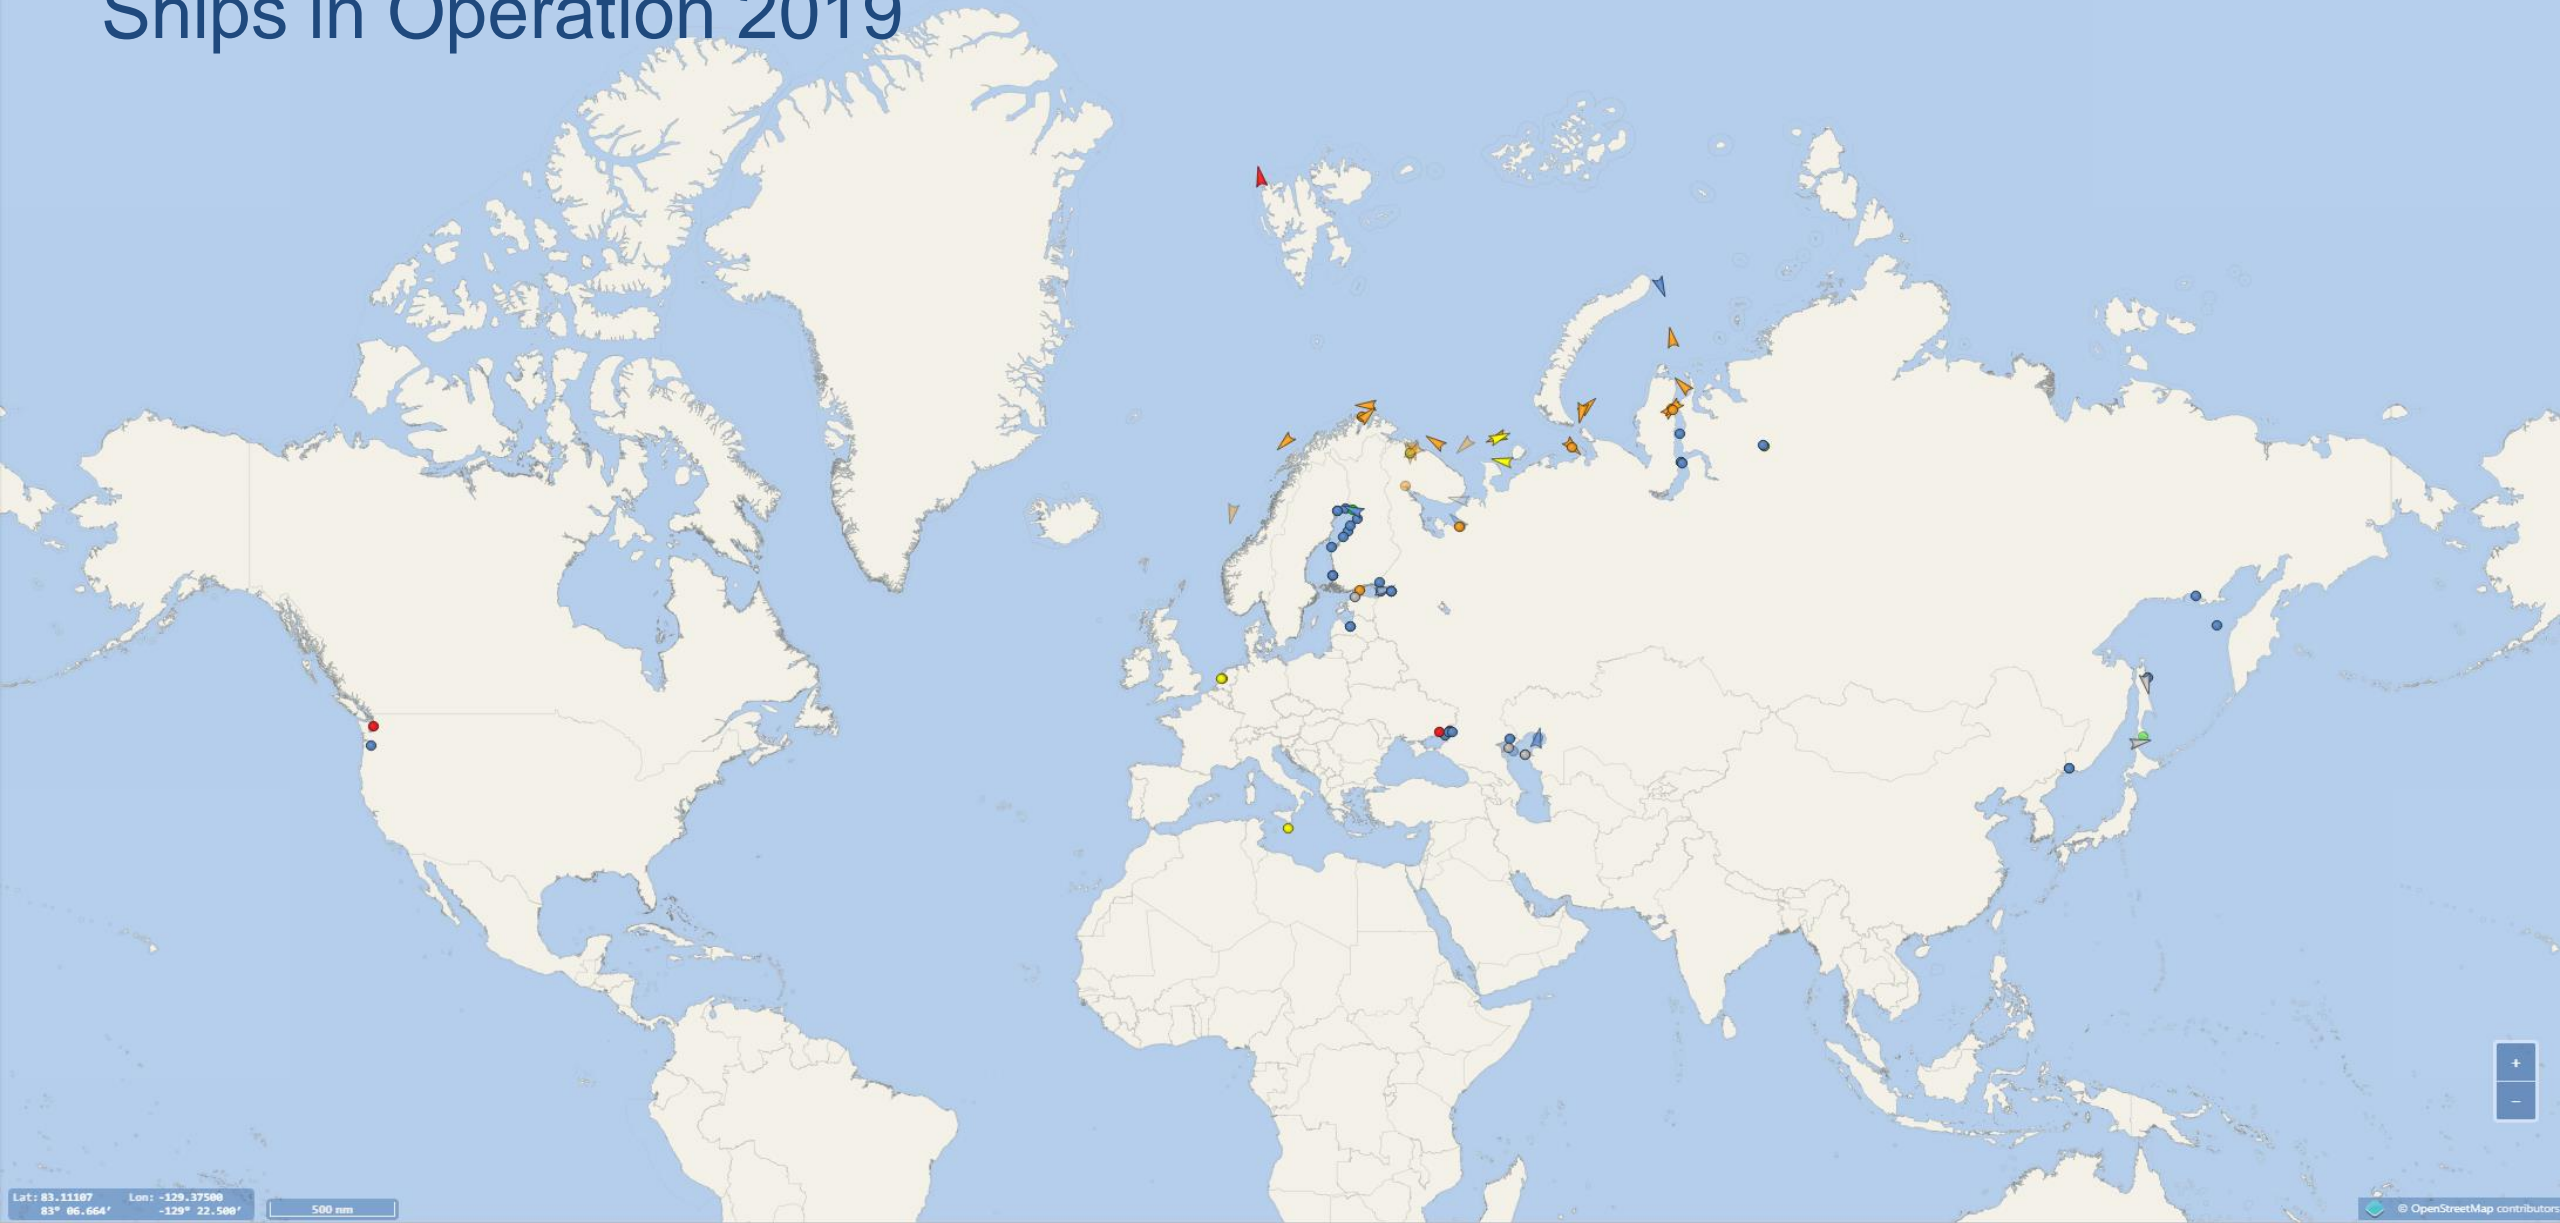 Ships in Operation 2019
+
−
Lat: 83.11107 Lon: -129.37500
83° 06.664′ -129° 22.500′
500 nm
© OpenStreetMap contributors